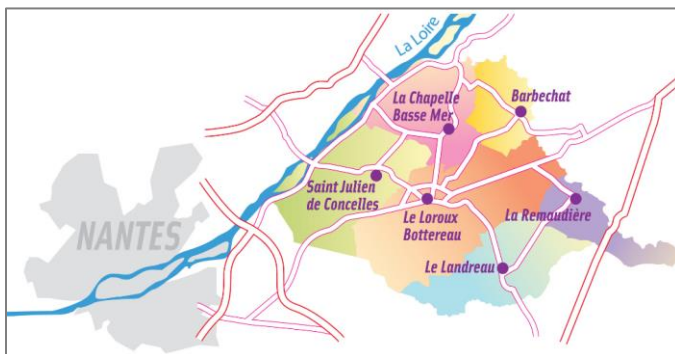 La Loire
La Chapelle
Basse Mer
Barbechat
Saint Julien
de Concelles
Le Loroux
Bottereau
La Remaudière
NANTES
Le Landreau